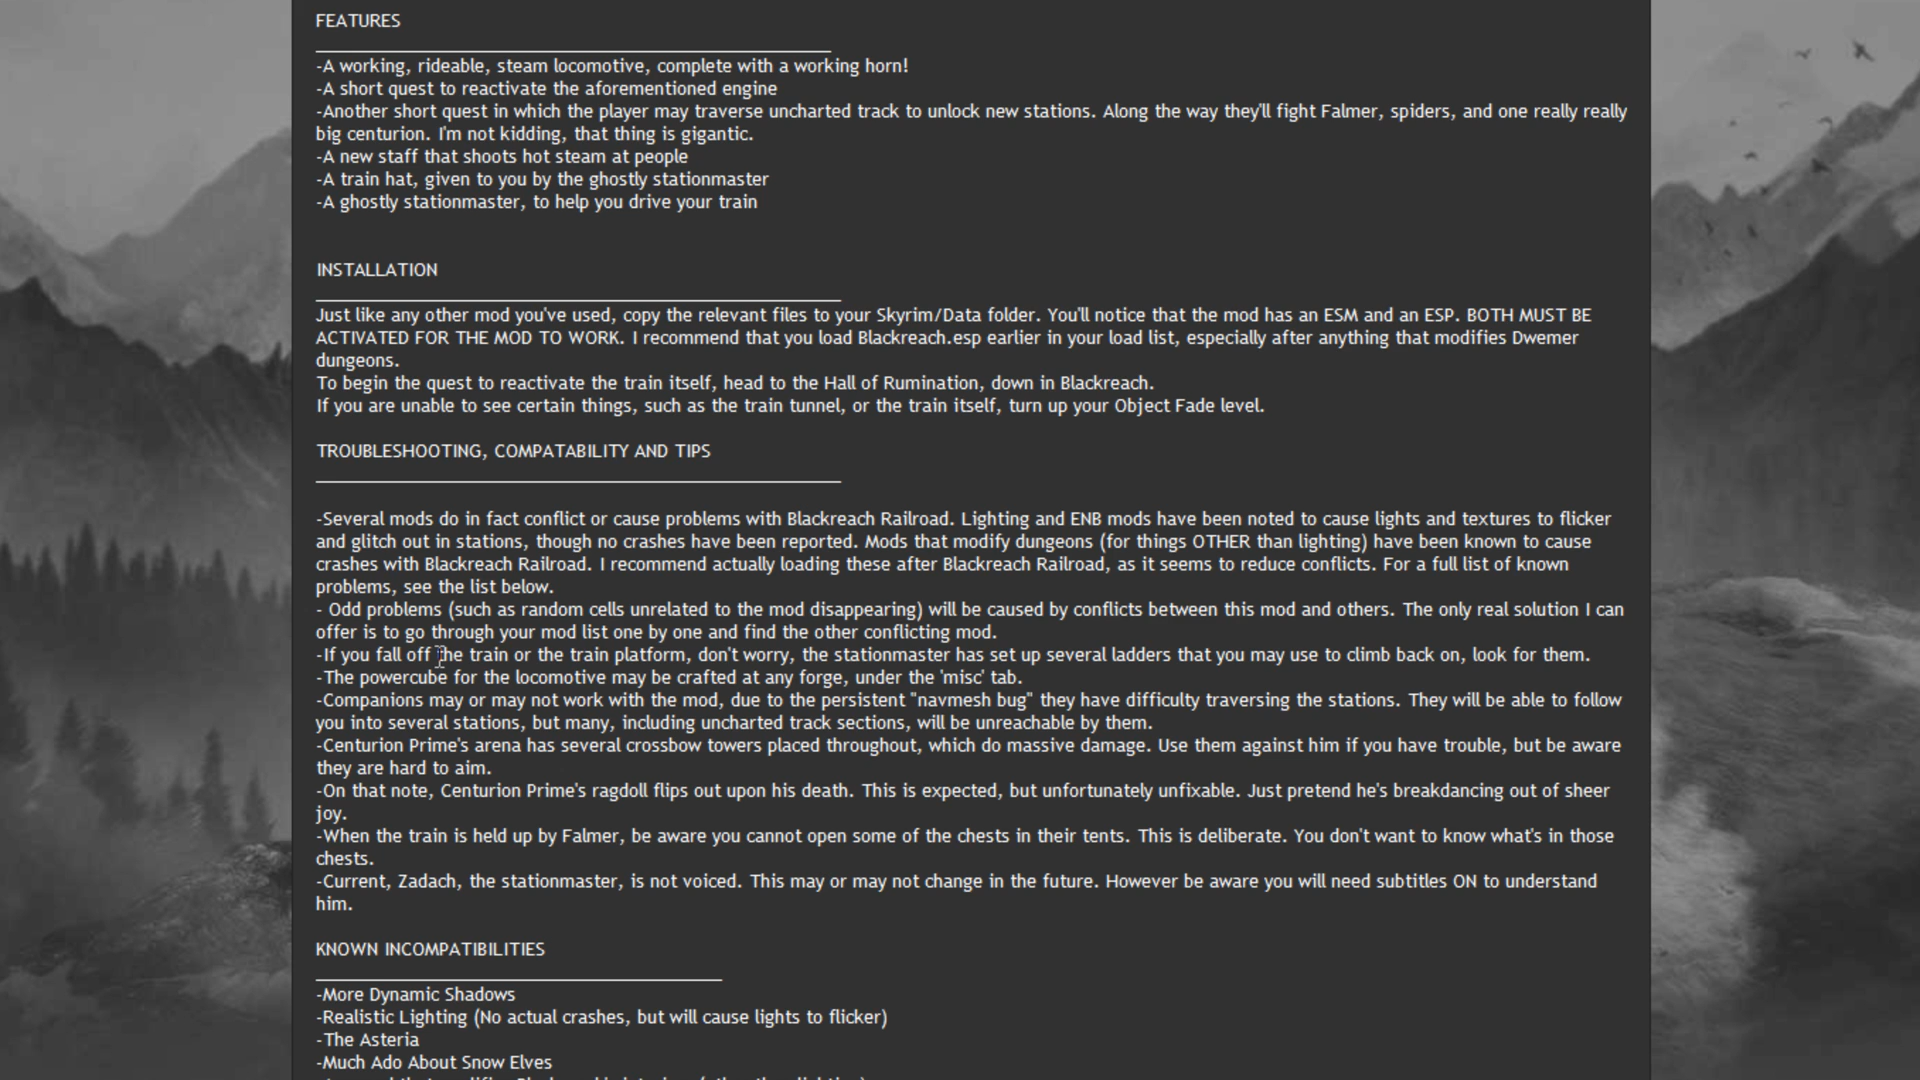 FEATURES
-A working, rideable, steam locomotive, complete with a working horn!
-A short quest to reactivate the aforementioned engine
-Another short quest in which the player may traverse uncharted track to unlock new stations. Along the way they'll fight Falmer, spiders, and one really really
big centurion. I'm not kidding, that thing is gigantic.
-A new staff that shoots hot steam at people
-A train hat, given to you by the ghostly stationmaster
-A ghostly stationmaster, to help you drive your train
INSTALLATION
Just like any other mod you've used, copy the relevant files to your Skyrim/Data folder. You'll notice that the mod has an ESM and an ESP. BOTH MUST BE
ACTIVATED FOR THE MOD TO WORK. I recommend that you load Blackreach.esp earlier in your load list, especially after anything that modifies Dwemer
dungeons.
To begin the quest to reactivate the train itself, head to the Hall of Rumination, down in Blackreach.
If you are unable to see certain things, such as the train tunnel, or the train itself, turn up your Object Fade level.
TROUBLESHOOTING, COMPATABILITY AND TIPS
-Several mods do in fact conflict or cause problems with Blackreach Railroad. Lighting and ENB mods have been noted to cause lights and textures to flicker
and glitch out in stations, though no crashes have been reported. Mods that modify dungeons (for things OTHER than lighting) have been known to cause
crashes with Blackreach Railroad. I recommend actually loading these after Blackreach Railroad, as it seems to reduce conflicts. For a full list of known
problems, see the list below.
- Odd problems (such as random cells unrelated to the mod disappearing) will be caused by conflicts between this mod and others. The only real solution I can
offer is to go through your mod list one by one and find the other conflicting mod.
-If you fall off the train or the train platform, don't worry, the stationmaster has set up several ladders that you may use to climb back on, look for them.
-The powercube for the locomotive may be crafted at any forge, under the 'misc' tab.
-Companions may or may not work with the mod, due to the persistent "navmesh bug" they have difficulty traversing the stations. They will be able to follow
you into several stations, but many, including uncharted track sections, will be unreachable by them.
-Centurion Prime's arena has several crossbow towers placed throughout, which do massive damage. Use them against him if you have trouble, but be aware
they are hard to aim.
-On that note, Centurion Prime's ragdoll flips out upon his death. This is expected, but unfortunately unfixable. Just pretend he's breakdancing out of sheer
joy.
-When the train is held up by Falmer, be aware you cannot open some of the chests in their tents. This is deliberate. You don't want to know what's in those
chests.
-Current, Zadach, the stationmaster, is not voiced. This may or may not change in the future. However be aware you will need subtitles ON to understand
him.
KNOWN INCOMPATIBILITIES
-More Dynamic Shadows
-Realistic Lighting (No actual crashes, but will cause lights to flicker)
-The Asteria
-Much Ado About Snow Elves